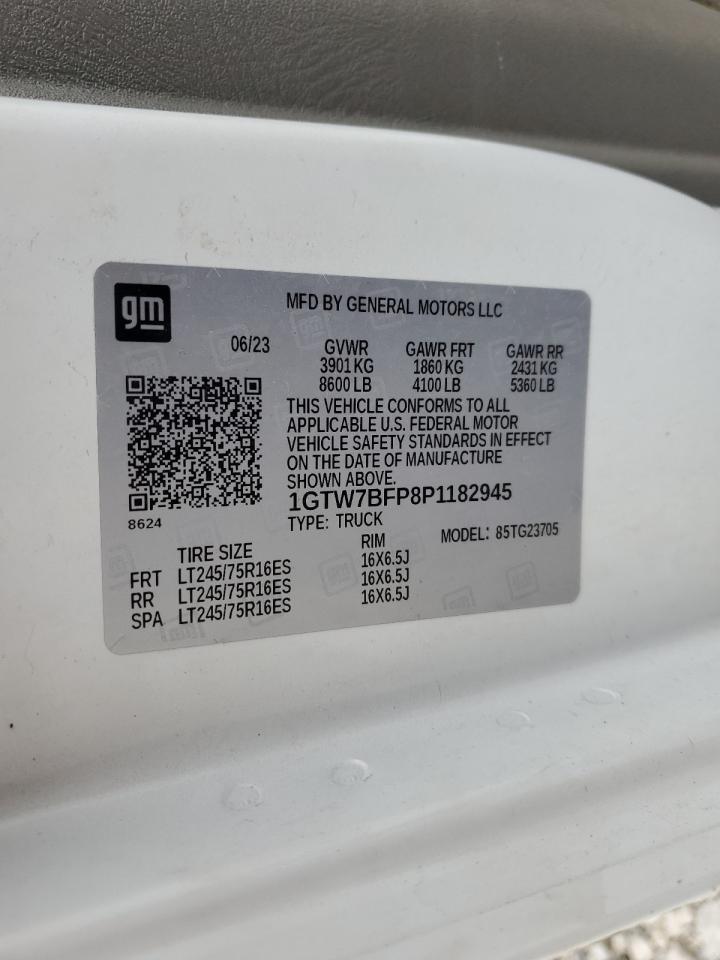 gm
MFD BY GENERAL MOTORS LLC
06/23 GVWR GAWR FRT GAWR RR
3901 KG 1860 KG 2431 KG
8600 LB 4100 LB 5360 LB
THIS VEHICLE CONFORMS TO ALL
APPLICABLE U.S. FEDERAL MOTOR
VEHICLE SAFETY STANDARDS IN EFFECT
ON THE DATE OF MANUFACTURE
SHOWN ABOVE.
1GTW7BFP8P1182945
8624
TYPE: TRUCK MODEL: 85TG23705
TIRE SIZE RIM
FRT LT245/75R16ES 16X6.5J
RR LT245/75R16ES 16X6.5J
SPA LT245/75R16ES 16X6.5J